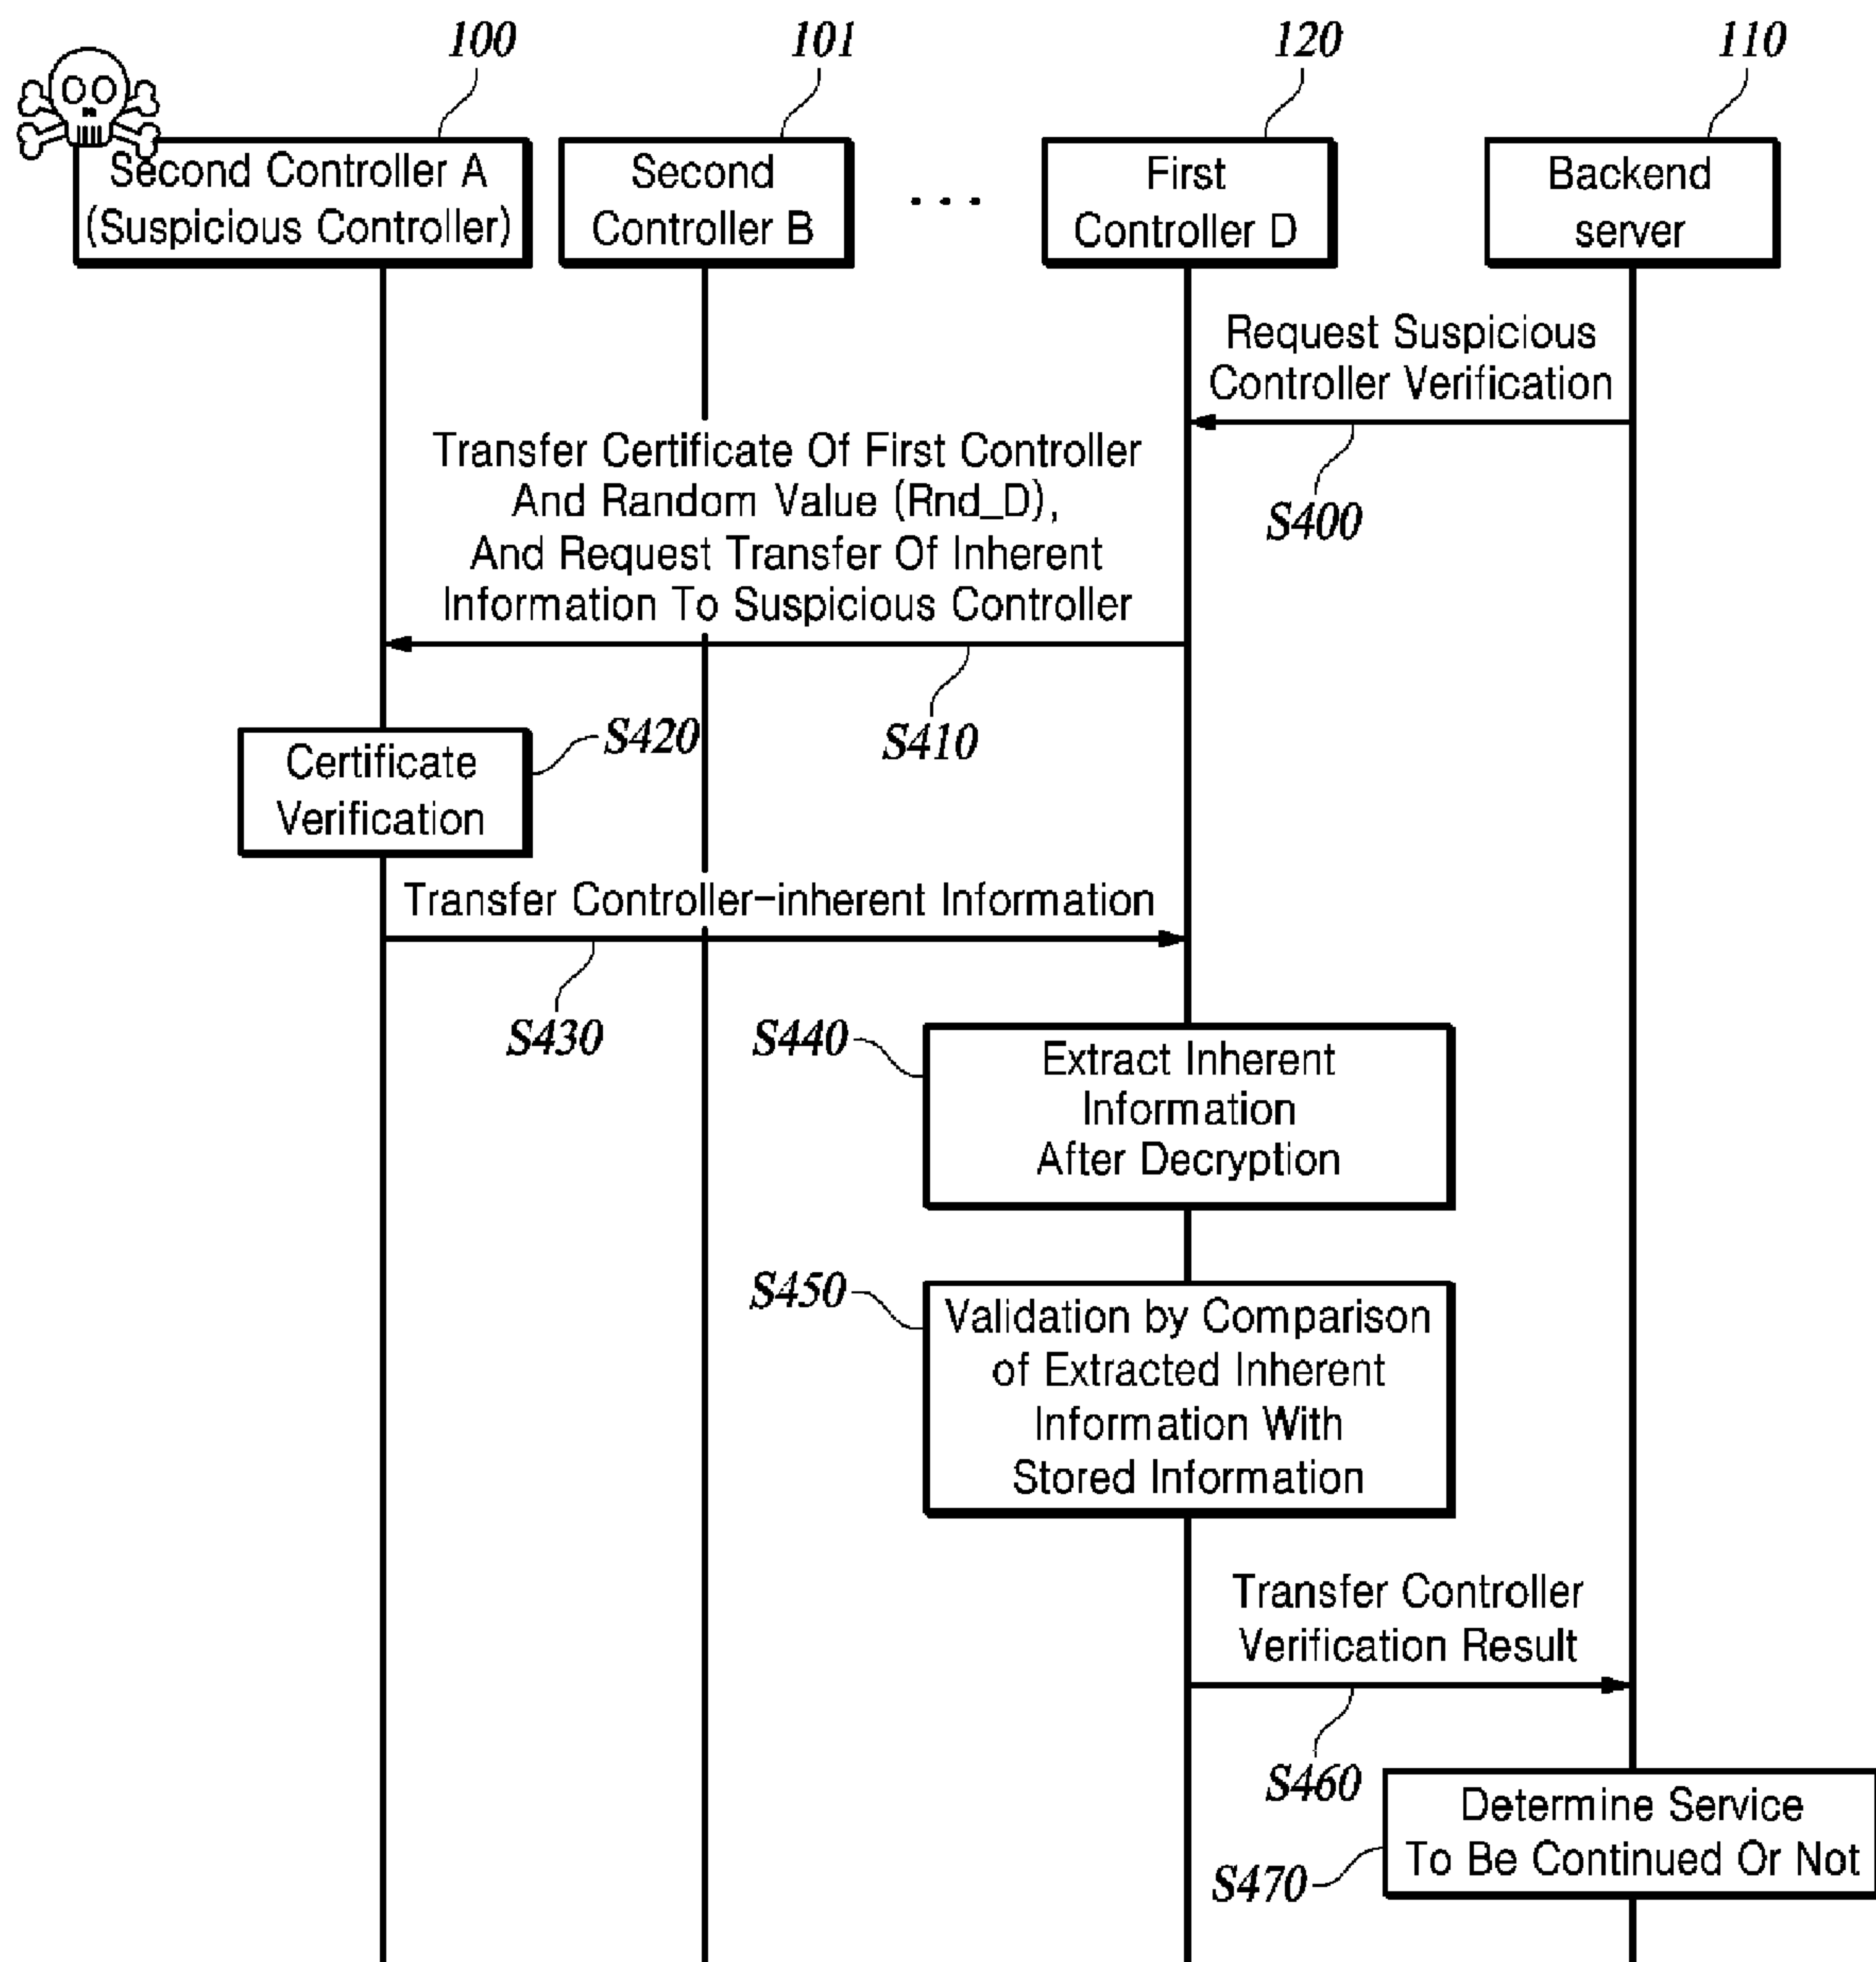 100
101
120
110
Second Controller A
(Suspicious Controller)
Second
Controller B
...
First
Controller D
Backend
server
Request Suspicious
Controller Verification
S400
Transfer Certificate Of First Controller
And Random Value (Rnd_D),
And Request Transfer Of Inherent
Information To Suspicious Controller
S410
Certificate
Verification
S420
Transfer Controller-inherent Information
S430
S440
Extract Inherent
Information
After Decryption
S450
Validation by Comparison
of Extracted Inherent
Information With
Stored Information
Transfer Controller
Verification Result
S460
Determine Service
To Be Continued Or Not
S470